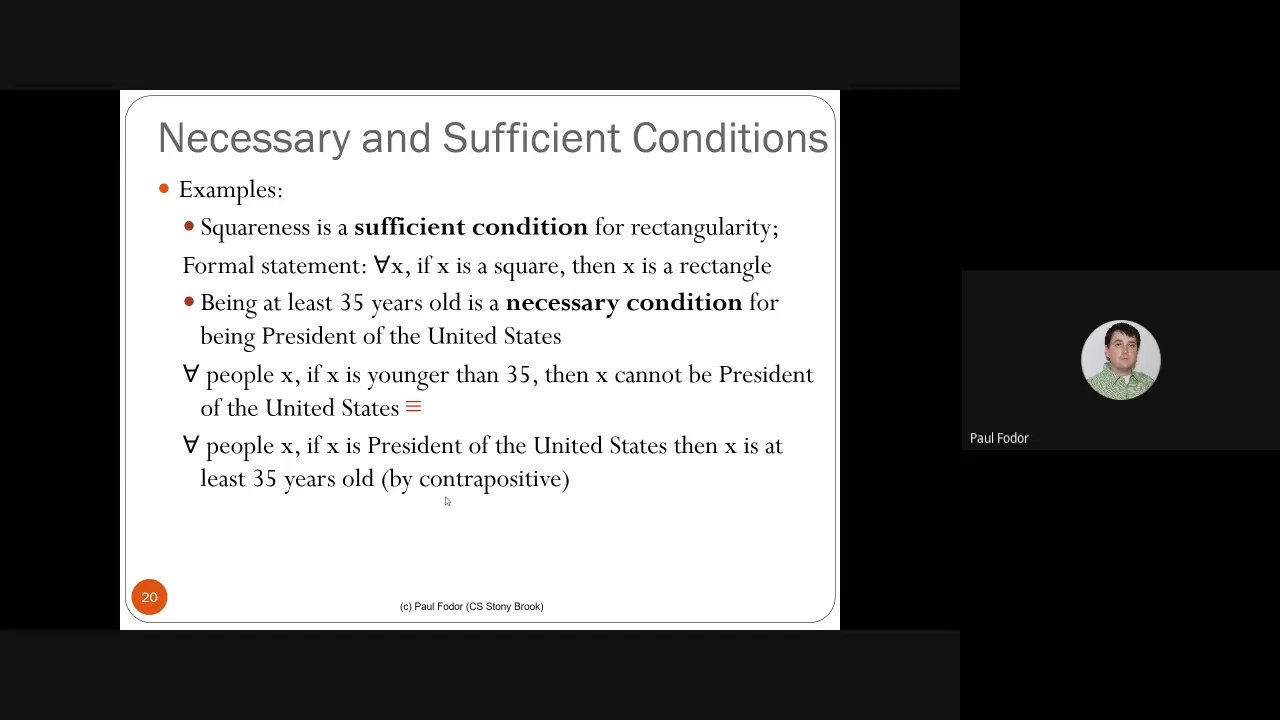 Necessary and Sufficient Conditions
• Examples:
• Squareness is a sufficient condition for rectangularity;
Formal statement: ∀x, if x is a square, then x is a rectangle
• Being at least 35 years old is a necessary condition for
being President of the United States
∀ people x, if x is younger than 35, then x cannot be President
of the United States ≡
∀ people x, if x is President of the United States then x is at
least 35 years old (by contrapositive)
20
(c) Paul Fodor (CS Stony Brook)
Paul Fodor